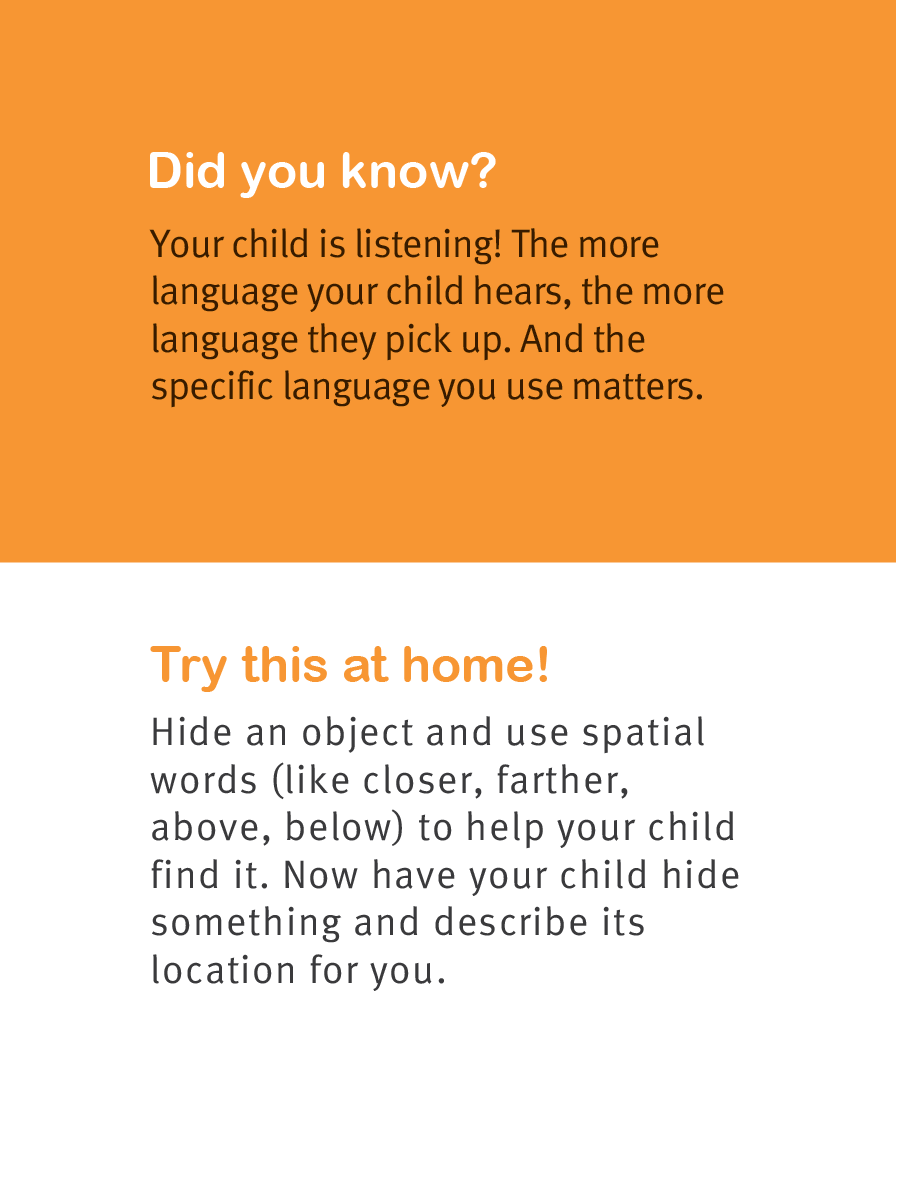 Did you know?
Your child is listening! The more
language your child hears, the more
language they pick up. And the
specific language you use matters.
Try this at home!
Hide an object and use spatial
words (like closer, farther,
above, below) to help your child
find it. Now have your child hide
something and describe its
location for you.